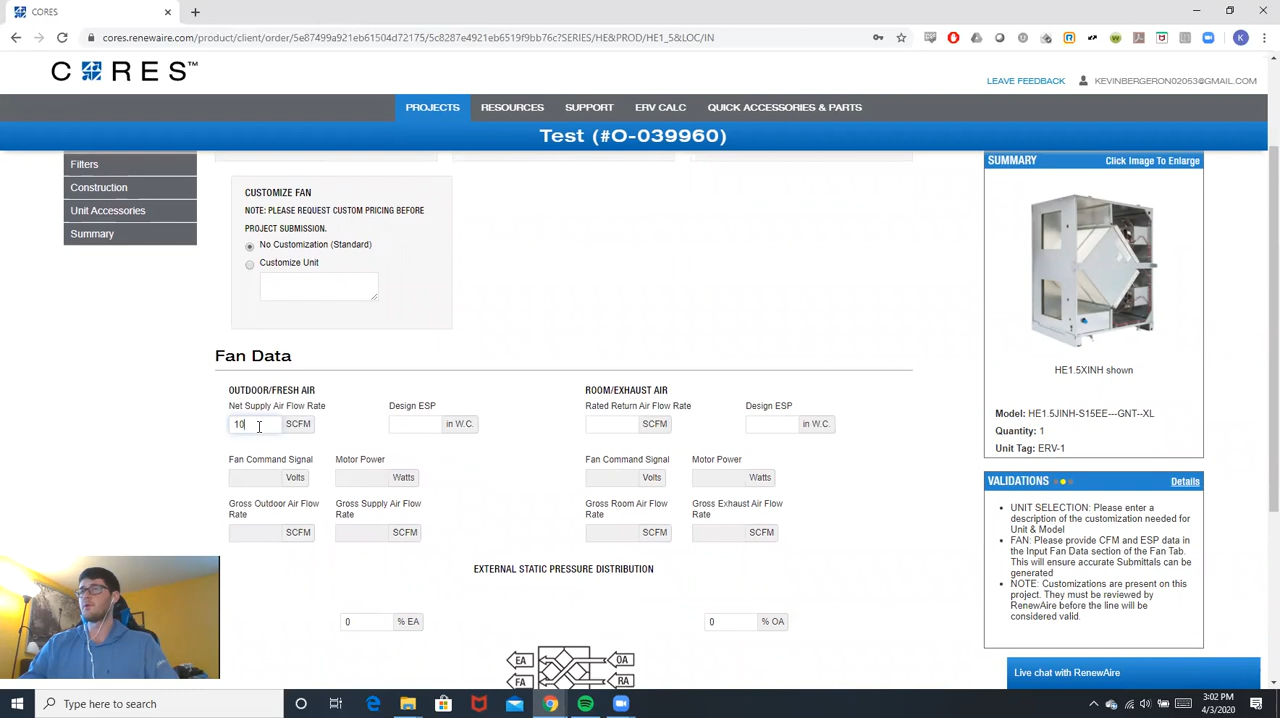 CORES
cores.renewaire.com/product/client/order/5e87499a921eb61504d72175/5c8287e4921eb6519b76c?SERIES/HE&PROD/HE1_5&LOC/IN
C O R E S™
LEAVE FEEDBACK
KEVINBERGERON02053@GMAIL.COM
PROJECTS
RESOURCES
SUPPORT
ERV CALC
QUICK ACCESSORIES & PARTS
Test (#O-039960)
Filters
Construction
Unit Accessories
Summary
CUSTOMIZE FAN
NOTE: PLEASE REQUEST CUSTOM PRICING BEFORE
PROJECT SUBMISSION.
No Customization (Standard)
Customize Unit
Fan Data
OUTDOOR/FRESH AIR
Net Supply Air Flow Rate
Design ESP
10
SCFM
in W.C.
Fan Command Signal
Motor Power
Volts
Watts
Gross Outdoor Air Flow
Rate
Gross Supply Air Flow
Rate
SCFM
SCFM
ROOM/EXHAUST AIR
Rated Return Air Flow Rate
Design ESP
SCFM
in W.C.
Fan Command Signal
Motor Power
Volts
Watts
Gross Room Air Flow
Rate
Gross Exhaust Air Flow
Rate
SCFM
SCFM
EXTERNAL STATIC PRESSURE DISTRIBUTION
0
% EA
0
% OA
EA
OA
FA
RA
SUMMARY
Click Image To Enlarge
HE1.5XINH shown
Model: HE1.5JINH-S15EE---GNT--XL
Quantity: 1
Unit Tag: ERV-1
VALIDATIONS
Details
UNIT SELECTION: Please enter a
description of the customization needed for
Unit & Model
FAN: Please provide CFM and ESP data in
the Input Fan Data section of the Fan Tab.
This will ensure accurate Submittals can be
generated
NOTE: Customizations are present on this
project. They must be reviewed by
RenewAire before the line will be
considered valid.
Live chat with RenewAire
Type here to search
3:02 PM
4/3/2020